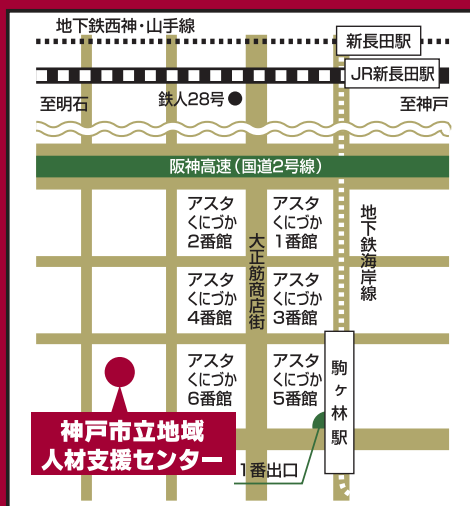 地下鉄西神・山手線
新長田駅
JR新長田駅
至明石
鉄人28号
至神戸
阪神高速(国道2号線)
アスタ
くにづか
2番館
アスタ
くにづか
1番館
大正筋商店街
地下鉄海岸線
アスタ
くにづか
4番館
アスタ
くにづか
3番館
アスタ
くにづか
6番館
アスタ
くにづか
5番館
駒ヶ林駅
神戸市立地域
人材支援センター
1番出口